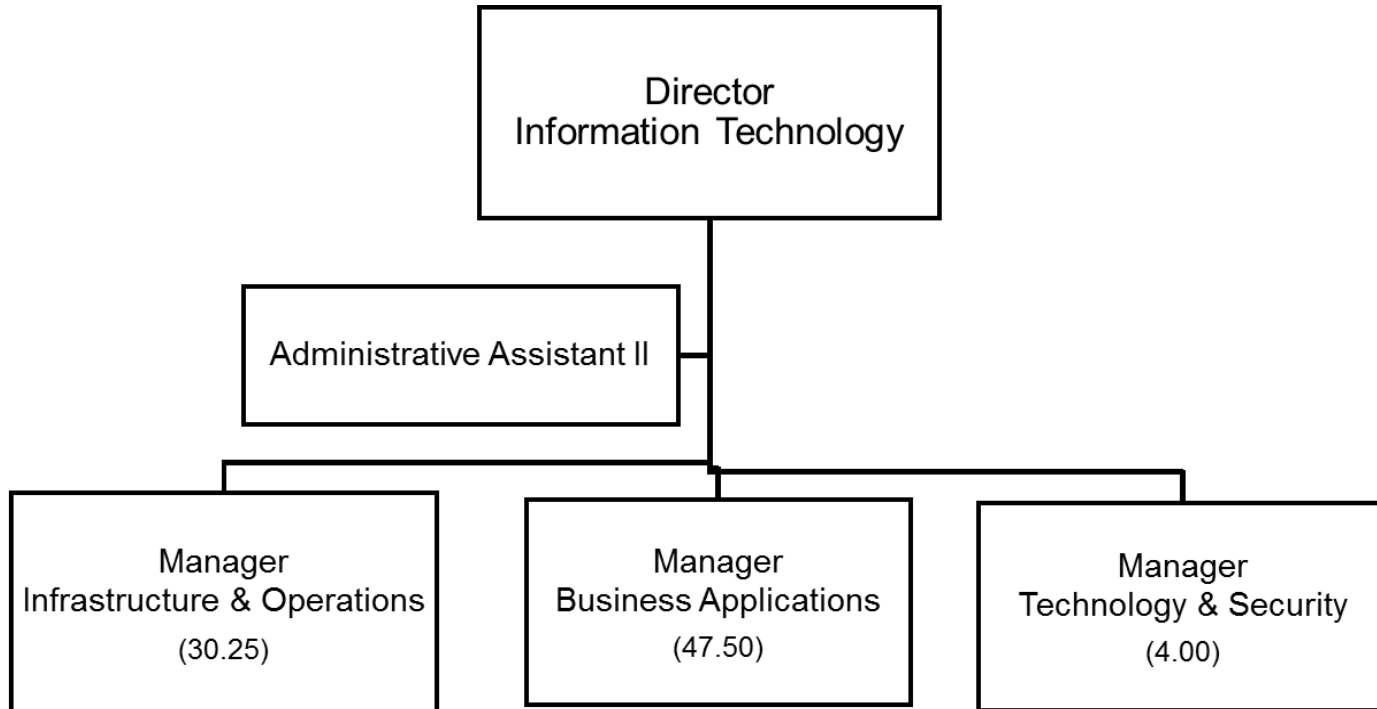 Director
Information Technology
Administrative Assistant II
Manager
Infrastructure & Operations
(30.25)
Manager
Business Applications
(47.50)
Manager
Technology & Security
(4.00)